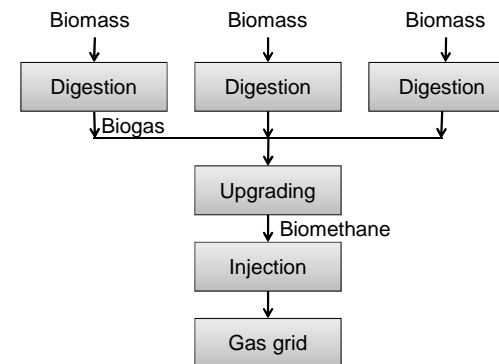 Biomass
Biomass
Biomass
Digestion
Digestion
Digestion
Biogas
Upgrading
Biomethane
Injection
Gas grid